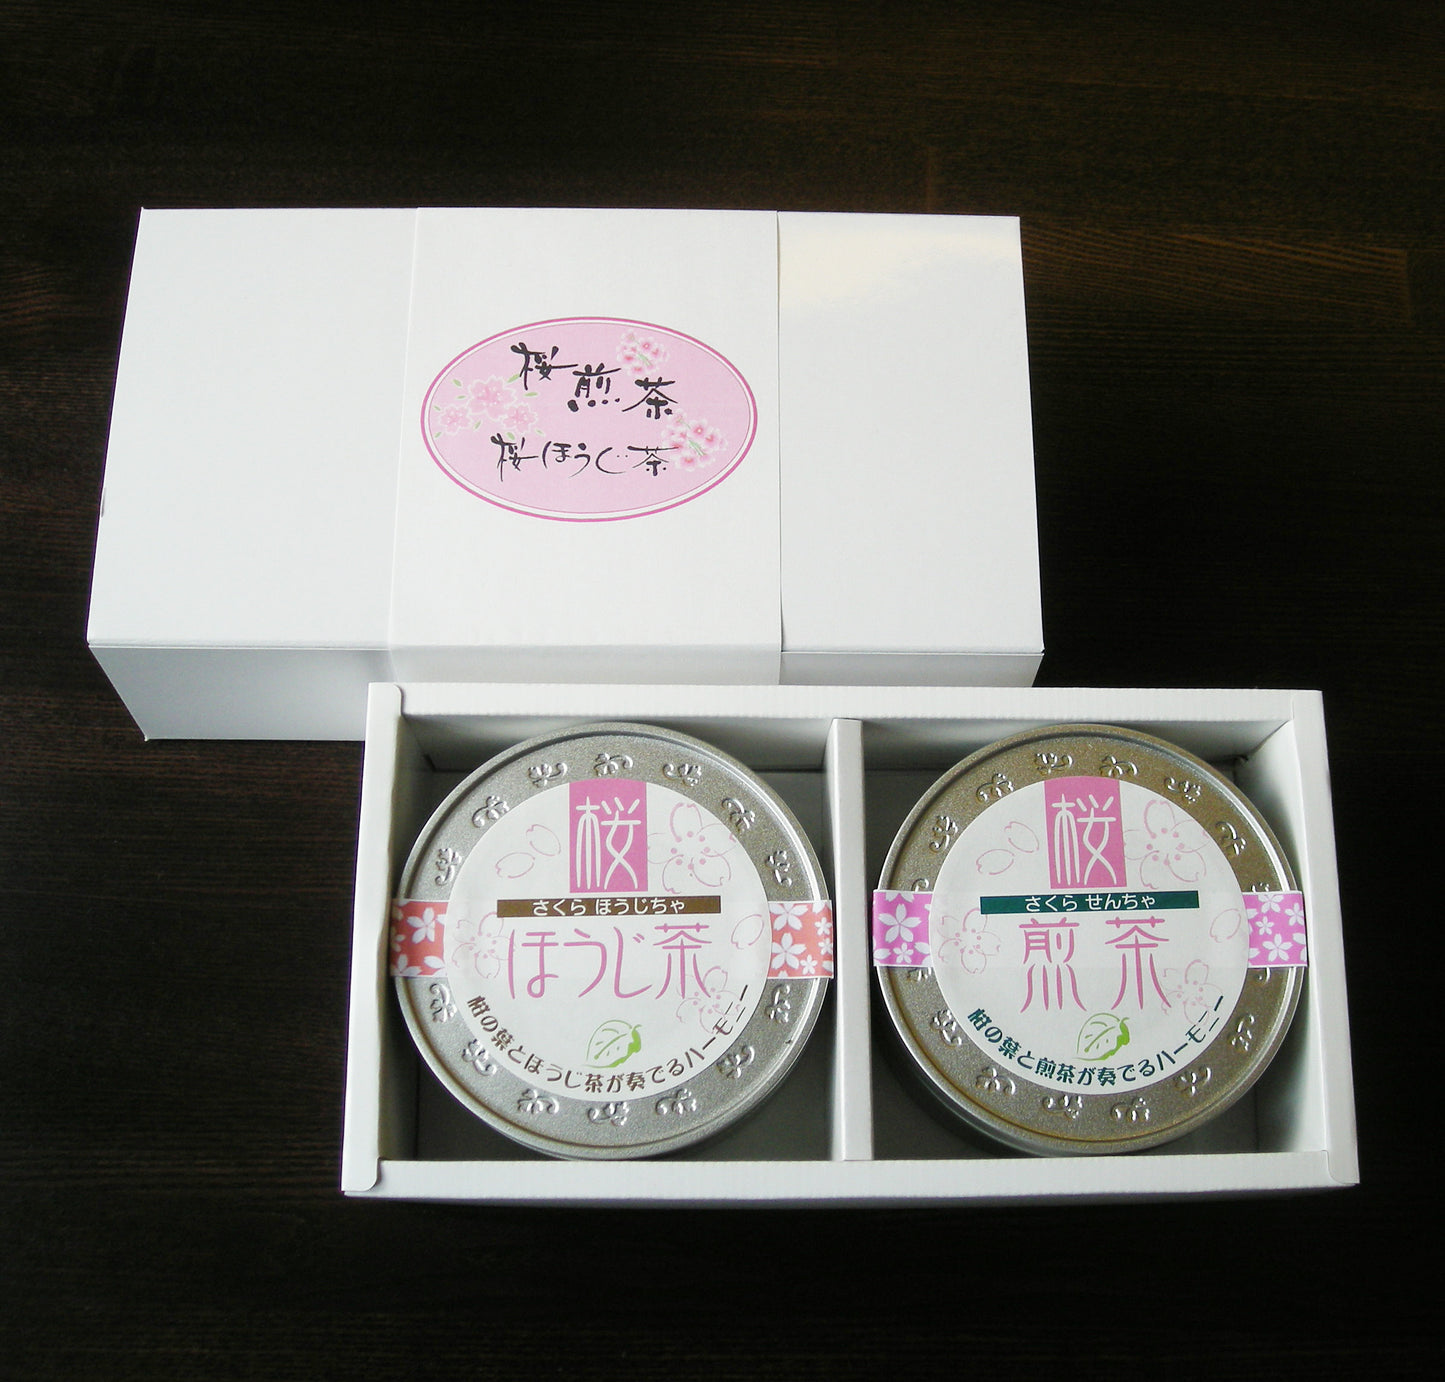 桜煎茶
桜ほうじ茶
桜
さくら ほうじちゃ
ほうじ茶
桜の葉とほうじ茶が奏でるハーモニー
桜
さくら せんちゃ
煎茶
桜の葉と煎茶が奏でるハーモニー